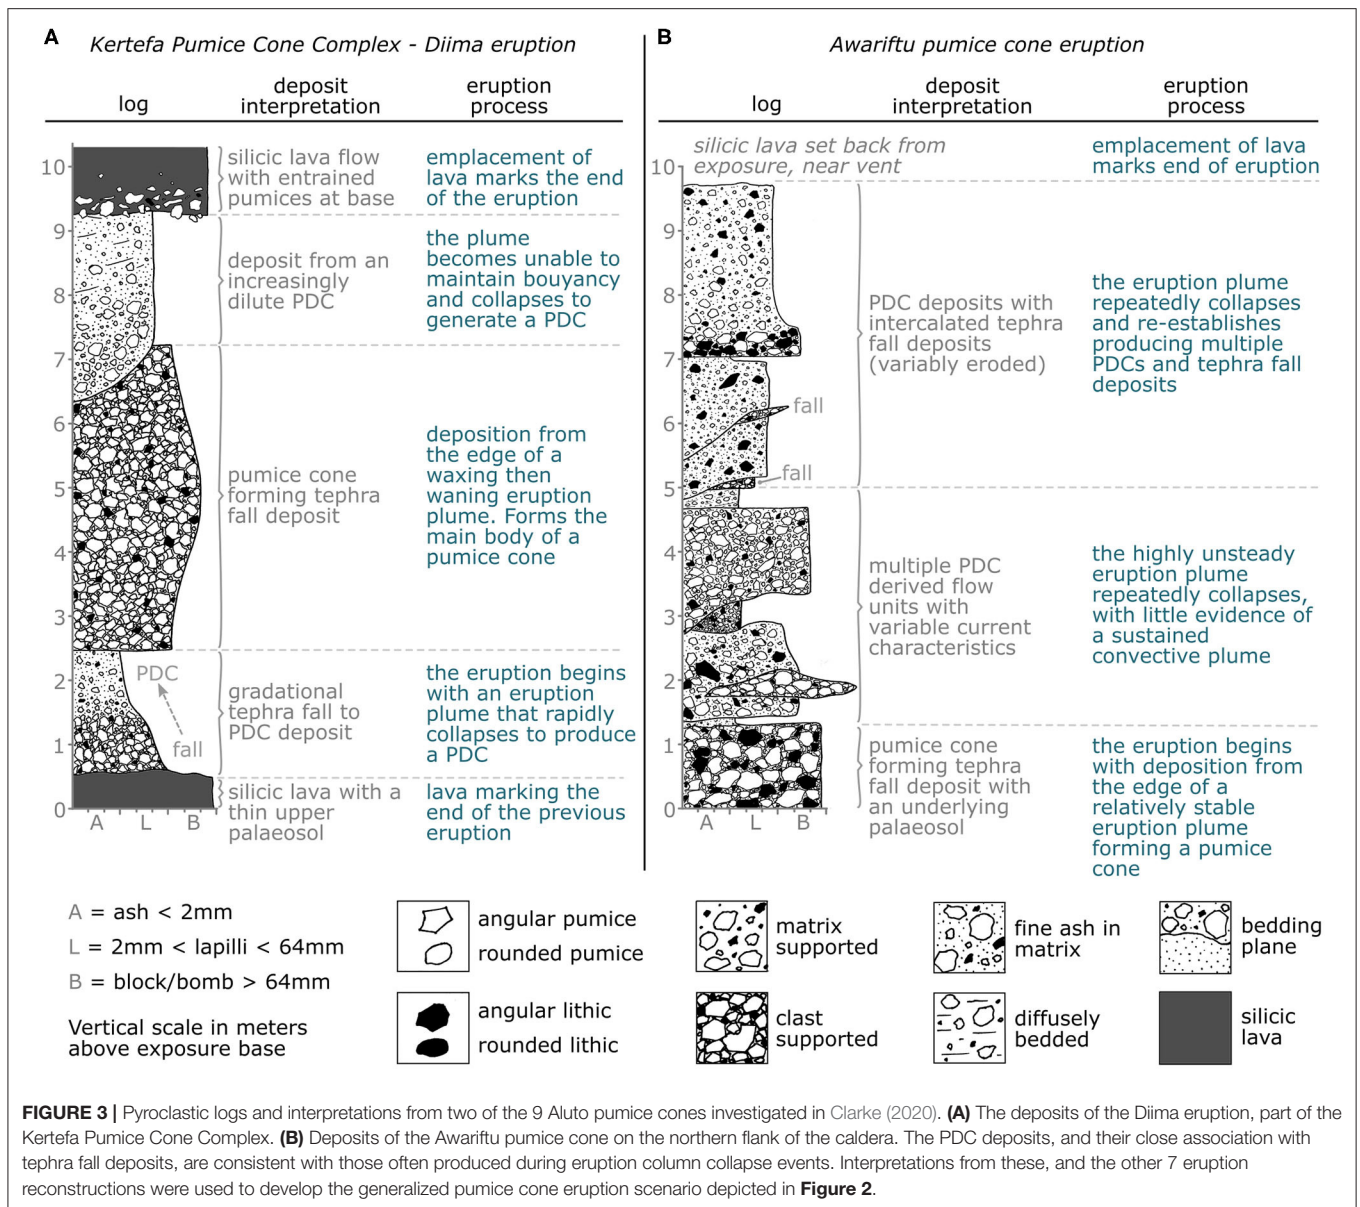 A
Kertefa Pumice Cone Complex - Diima eruption
log
deposit
interpretation
eruption
process
10
9
8
7
6
5
4
3
2
1
0
A
L
B
PDC
fall
silicic lava flow
with entrained
pumices at base
emplacement of
lava marks the end
of the eruption
deposit from an
increasingly
dilute PDC
the plume
becomes unable to
maintain bouyancy
and collapses to
generate a PDC
pumice cone
forming tephra
fall deposit
deposition from
the edge of a
waxing then
waning eruption
plume. Forms the
main body of a
pumice cone
gradational
tephra fall to
PDC deposit
the eruption begins
with an eruption
plume that rapidly
collapses to produce
a PDC
silicic lava with a
thin upper
palaeosol
lava marking the
end of the previous
eruption
B
Awariftu pumice cone eruption
log
deposit
interpretation
eruption
process
silicic lava set back from
exposure, near vent
emplacement of lava
marks end of eruption
10
9
8
7
6
5
4
3
2
1
0
A
L
B
fall
fall
PDC deposits with
intercalated tephra
fall deposits
(variably eroded)
the eruption plume
repeatedly collapses
and re-establishes
producing multiple
PDCs and tephra fall
deposits
multiple PDC
derived flow
units with
variable current
characteristics
the highly unsteady
eruption plume
repeatedly collapses,
with little evidence of
a sustained
convective plume
pumice cone
forming tephra
fall deposit with
an underlying
palaeosol
the eruption begins
with deposition from
the edge of a
relatively stable
eruption plume
forming a pumice
cone
A = ash < 2mm
L = 2mm < lapilli < 64mm
B = block/bomb > 64mm
Vertical scale in meters
above exposure base
angular pumice
rounded pumice
angular lithic
rounded lithic
matrix
supported
clast
supported
fine ash in
matrix
diffusely
bedded
bedding
plane
silicic
lava
FIGURE 3 | Pyroclastic logs and interpretations from two of the 9 Aluto pumice cones investigated in Clarke (2020). (A) The deposits of the Diima eruption, part of the
Kertefa Pumice Cone Complex. (B) Deposits of the Awariftu pumice cone on the northern flank of the caldera. The PDC deposits, and their close association with
tephra fall deposits, are consistent with those often produced during eruption column collapse events. Interpretations from these, and the other 7 eruption
reconstructions were used to develop the generalized pumice cone eruption scenario depicted in Figure 2.